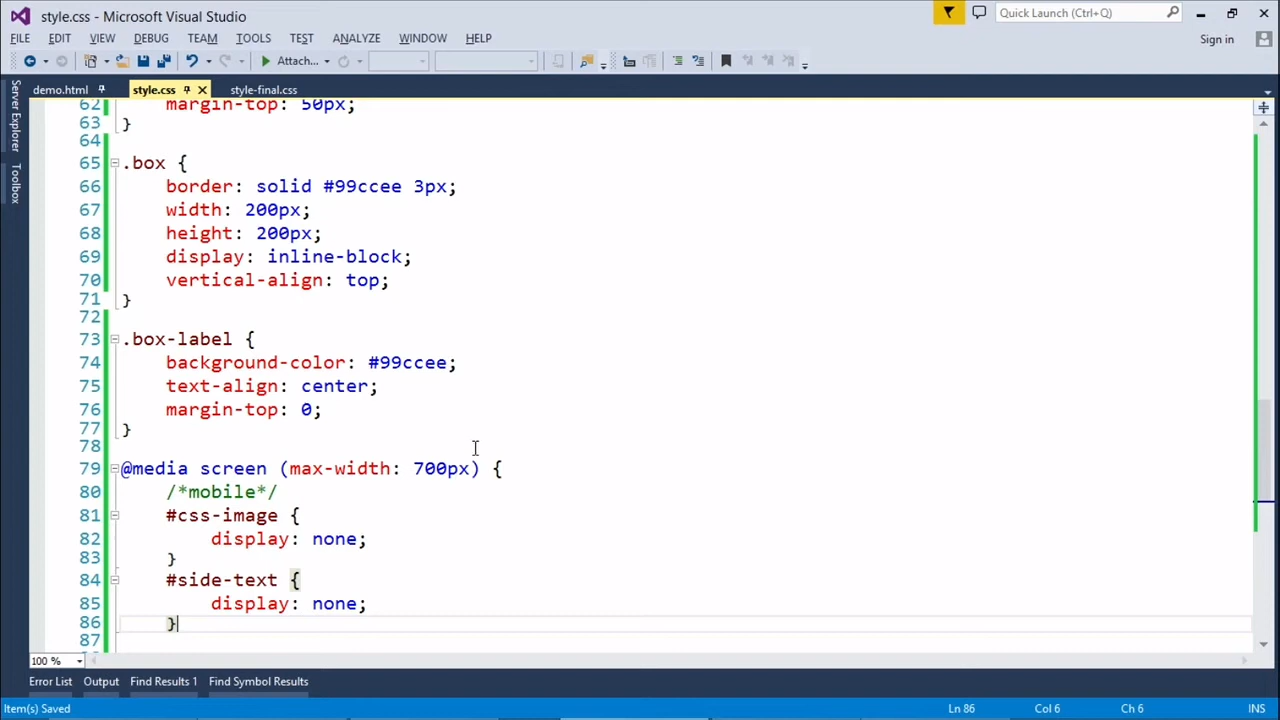 style.css - Microsoft Visual Studio
Quick Launch (Ctrl+Q)
FILE EDIT VIEW DEBUG TEAM TOOLS TEST ANALYZE WINDOW HELP
Sign in
Attach...
Server Explorer
Toolbox
demo.html style.css style-final.css
62 margin-top: 50px;
63 }
64
65 .box {
66 border: solid #99ccee 3px;
67 width: 200px;
68 height: 200px;
69 display: inline-block;
70 vertical-align: top;
71 }
72
73 .box-label {
74 background-color: #99ccee;
75 text-align: center;
76 margin-top: 0;
77 }
78
79 @media screen (max-width: 700px) {
80 /*mobile*/
81 #css-image {
82 display: none;
83 }
84 #side-text {
85 display: none;
86 }
87
100 %
Error List Output Find Results 1 Find Symbol Results
Item(s) Saved Ln 86 Col 6 Ch 6 INS